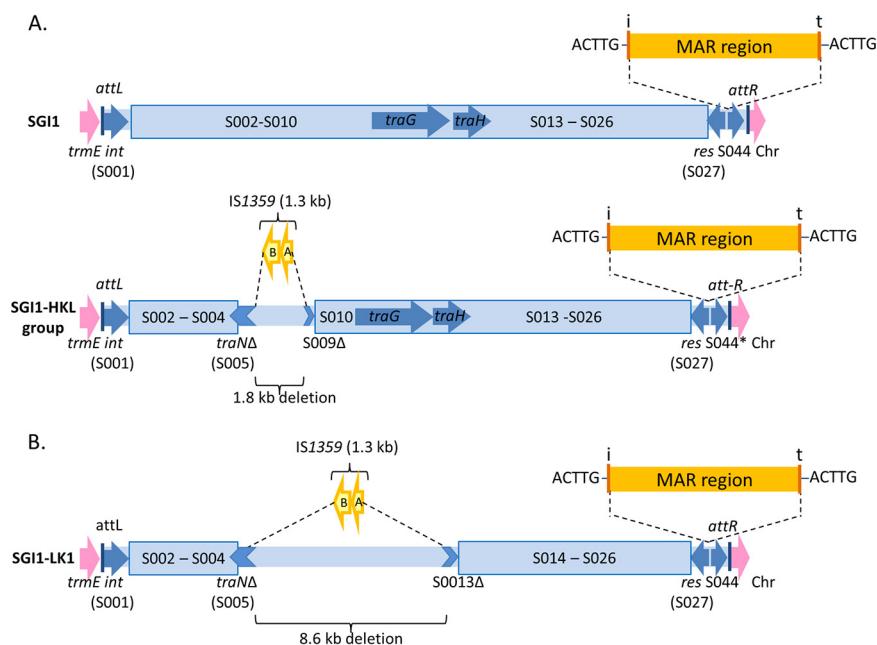 A.
i t
ACTTG MAR region ACTTG
attL attR
SGI1 S002-S010 traG traH S013 – S026
trmE int res S044 Chr
(S001) (S027)
IS1359 (1.3 kb)
i t
B A ACTTG MAR region ACTTG
attL att-R
SGI1-HKL group S002 – S004 S010 traG traH S013 -S026
trmE int traNΔ S009Δ res S044* Chr
(S001) (S005) (S027)
1.8 kb deletion
B.
IS1359 (1.3 kb)
i t
ACTTG MAR region ACTTG
B A
attL attR
SGI1-LK1 S002 – S004 S014 – S026
trmE int traNΔ S0013Δ res S044 Chr
(S001) (S005) (S027)
8.6 kb deletion